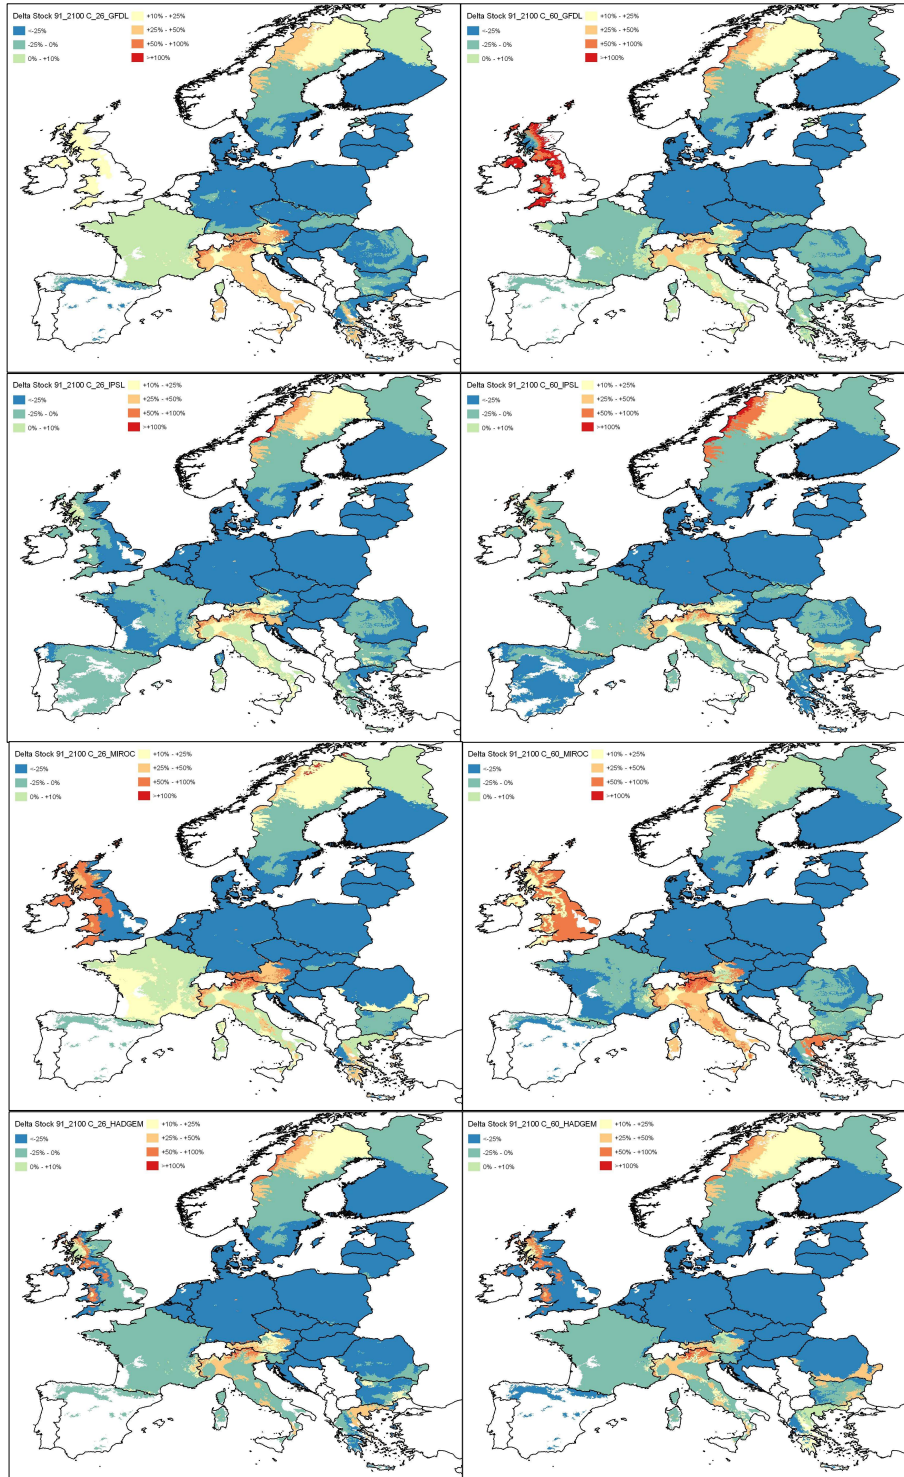 Delta Stock 91_2100 C_26_GFDL
<-25%
-25% - 0%
0% - +10%
+10% - +25%
+25% - +50%
+50% - +100%
>+100%
Delta Stock 91_2100 C_60_GFDL
<-25%
-25% - 0%
0% - +10%
+10% - +25%
+25% - +50%
+50% - +100%
>+100%
Delta Stock 91_2100 C_26_IPSL
<-25%
-25% - 0%
0% - +10%
+10% - +25%
+25% - +50%
+50% - +100%
>+100%
Delta Stock 91_2100 C_60_IPSL
<-25%
-25% - 0%
0% - +10%
+10% - +25%
+25% - +50%
+50% - +100%
>+100%
Delta Stock 91_2100 C_26_MIROC
<-25%
-25% - 0%
0% - +10%
+10% - +25%
+25% - +50%
+50% - +100%
>+100%
Delta Stock 91_2100 C_60_MIROC
<-25%
-25% - 0%
0% - +10%
+10% - +25%
+25% - +50%
+50% - +100%
>+100%
Delta Stock 91_2100 C_26_HADGEM
<-25%
-25% - 0%
0% - +10%
+10% - +25%
+25% - +50%
+50% - +100%
>+100%
Delta Stock 91_2100 C_60_HADGEM
<-25%
-25% - 0%
0% - +10%
+10% - +25%
+25% - +50%
+50% - +100%
>+100%